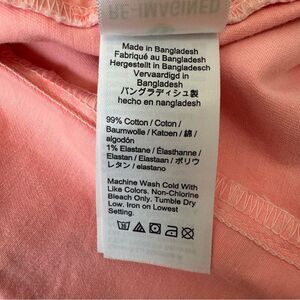 RE-IMAGINED
Made in Bangladesh
Fabriqué au Bangladesh
Hergestellt in Bangladesch
Vervaardigd in
Bangladesh
バングラディシュ製
hecho en nangladesh
99% Cotton / Coton /
Baumwolle / Katoen / 綿 /
algodón
1% Elastane / Élasthanne /
Elastan / Elastaan / ポリウ
レタン / elastano
Machine Wash Cold With
Like Colors. Non-Chlorine
Bleach Only. Tumble Dry
Low. Iron on Lowest
Setting.